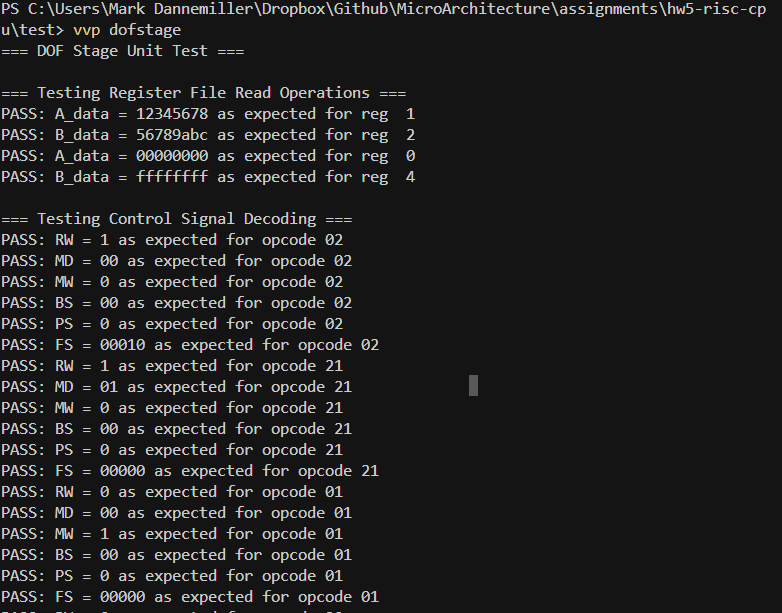 PS C:\Users\Mark Dannemiller\Dropbox\Github\MicroArchitecture\assignments\hw5-risc-cp
u\test> vvp dofstage
=== DOF Stage Unit Test ===
=== Testing Register File Read Operations ===
PASS: A_data = 12345678 as expected for reg  1
PASS: B_data = 56789abc as expected for reg  2
PASS: A_data = 00000000 as expected for reg  0
PASS: B_data = ffffffff as expected for reg  4
=== Testing Control Signal Decoding ===
PASS: RW = 1 as expected for opcode 02
PASS: MD = 00 as expected for opcode 02
PASS: MW = 0 as expected for opcode 02
PASS: BS = 00 as expected for opcode 02
PASS: PS = 0 as expected for opcode 02
PASS: FS = 00010 as expected for opcode 02
PASS: RW = 1 as expected for opcode 21
PASS: MD = 01 as expected for opcode 21
PASS: MW = 0 as expected for opcode 21
PASS: BS = 00 as expected for opcode 21
PASS: PS = 0 as expected for opcode 21
PASS: FS = 00000 as expected for opcode 21
PASS: RW = 0 as expected for opcode 01
PASS: MD = 00 as expected for opcode 01
PASS: MW = 1 as expected for opcode 01
PASS: BS = 00 as expected for opcode 01
PASS: PS = 0 as expected for opcode 01
PASS: FS = 00000 as expected for opcode 01